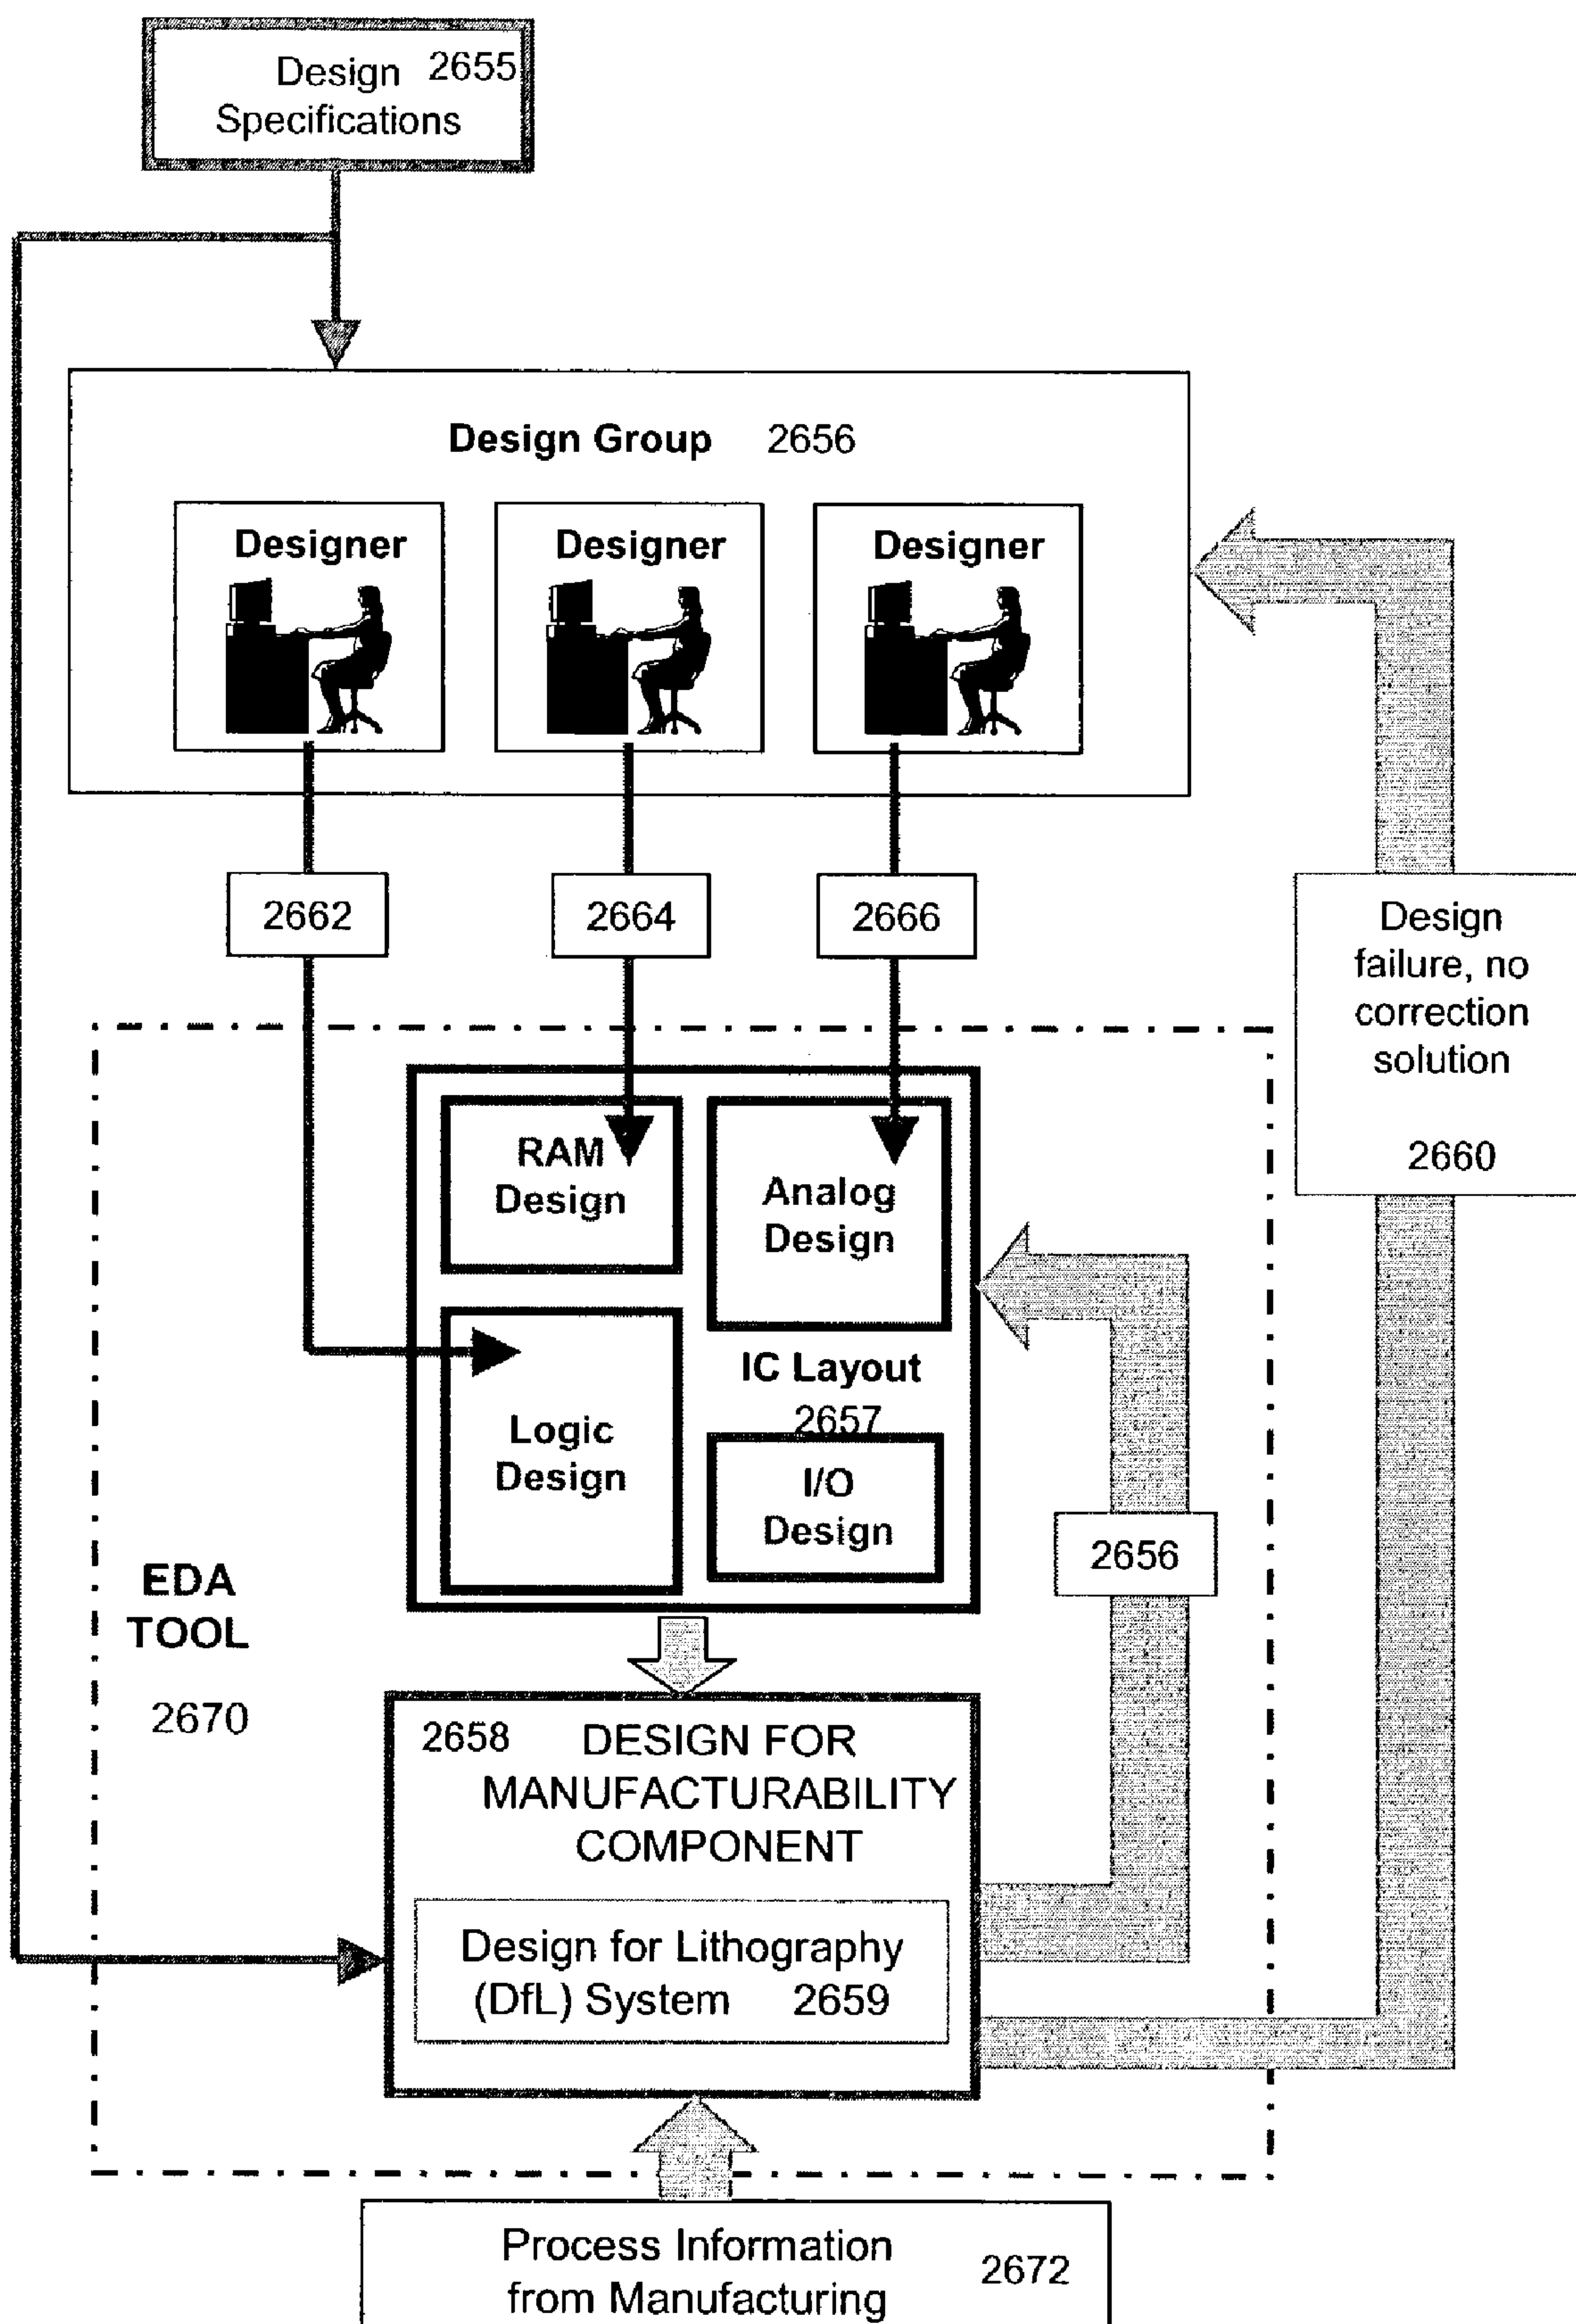 Design 2655
Specifications
Design Group 2656
Designer Designer Designer
2662 2664 2666
Design
failure, no
correction
solution
2660
RAM
Design
Analog
Design
IC Layout
2657
Logic
Design
I/O
Design
2656
EDA
TOOL
2670
2658 DESIGN FOR
MANUFACTURABILITY
COMPONENT
Design for Lithography
(DfL) System 2659
Process Information 2672
from Manufacturing